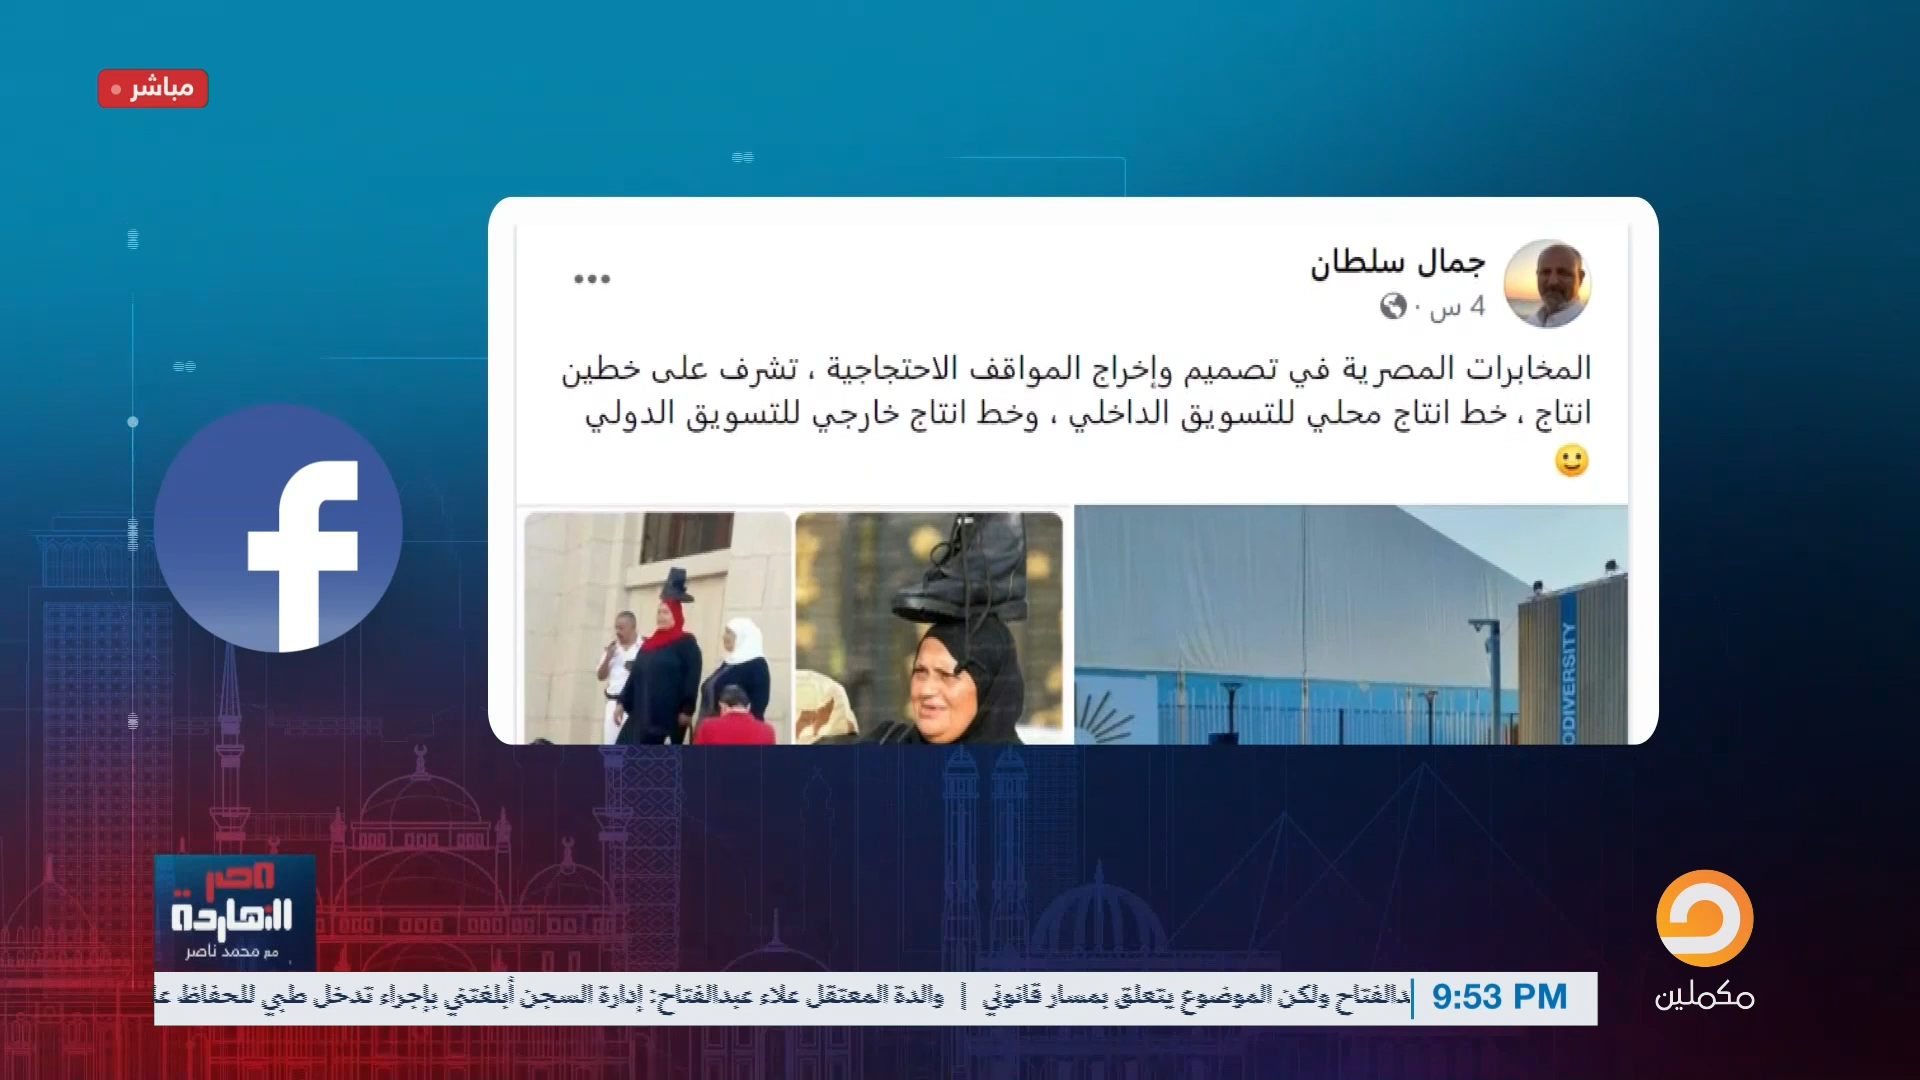 مباشر
جمال سلطان
4 س ·
المخابرات المصرية في تصميم وإخراج المواقف الاحتجاجية ، تشرف على خطين
انتاج ، خط انتاج محلي للتسويق الداخلي ، وخط انتاج خارجي للتسويق الدولي
ODIVERSITY
مصر
النهاردة
مع محمد ناصر
9:53 PM
دالفتاح ولكن الموضوع يتعلق بمسار قانوني | والدة المعتقل علاء عبدالفتاح: إدارة السجن أبلغتني بإجراء تدخل طبي للحفاظ
مكملين